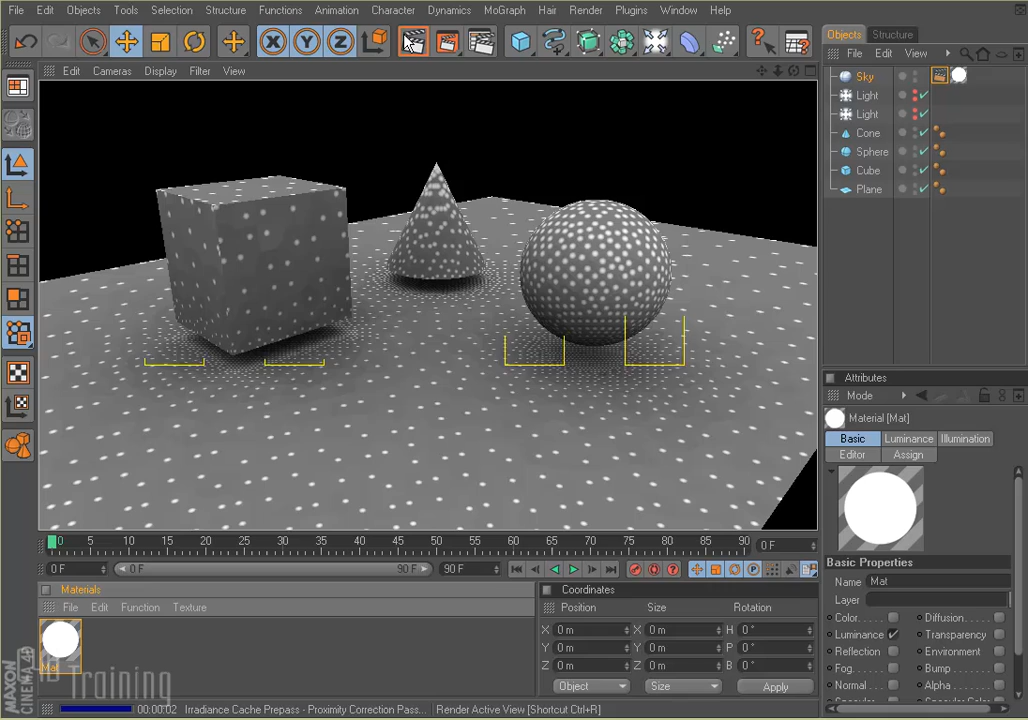 File Edit Objects Tools Selection Structure Functions Animation Character Dynamics MoGraph Hair Render Plugins Window Help
X Y Z
Objects Structure
File Edit View
Edit Cameras Display Filter View
Sky
Light
Light
Cone
Sphere
Cube
Plane
Attributes
Mode
Material [Mat]
Basic Luminance Illumination
Editor Assign
Basic Properties
Name Mat
Layer
Color Diffusion
Luminance Transparency
Reflection Environment
Fog Bump
Normal Alpha
0 5 10 15 20 25 30 35 40 45 50 55 60 65 70 75 80 85 90 0 F
0 F 0 F 90 F 90 F
Materials
File Edit Function Texture
Mat
Coordinates
Position Size Rotation
X 0 m X 0 m H 0 °
Y 0 m Y 0 m P 0 °
Z 0 m Z 0 m B 0 °
Object Size Apply
MAXON
CINEMA 4D
Training
00:00:02 Irradiance Cache Prepass - Proximity Correction Pass... Render Active View [Shortcut Ctrl+R]